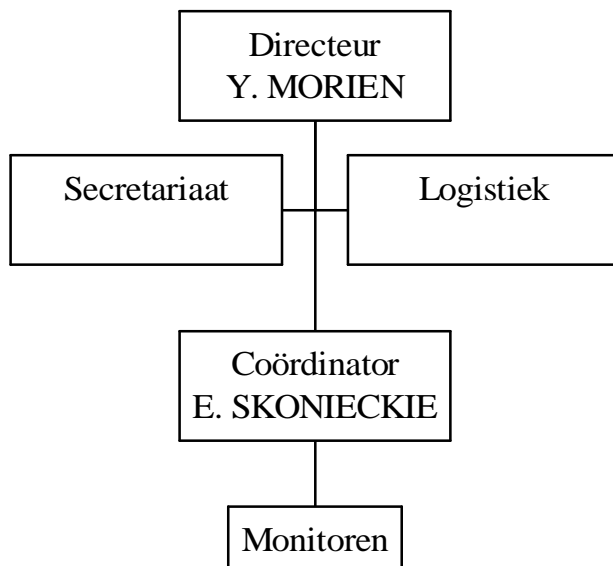 Directeur
Y. MORIEN
Secretariaat
Logistiek
Coördinator
E. SKONIECKIE
Monitoren